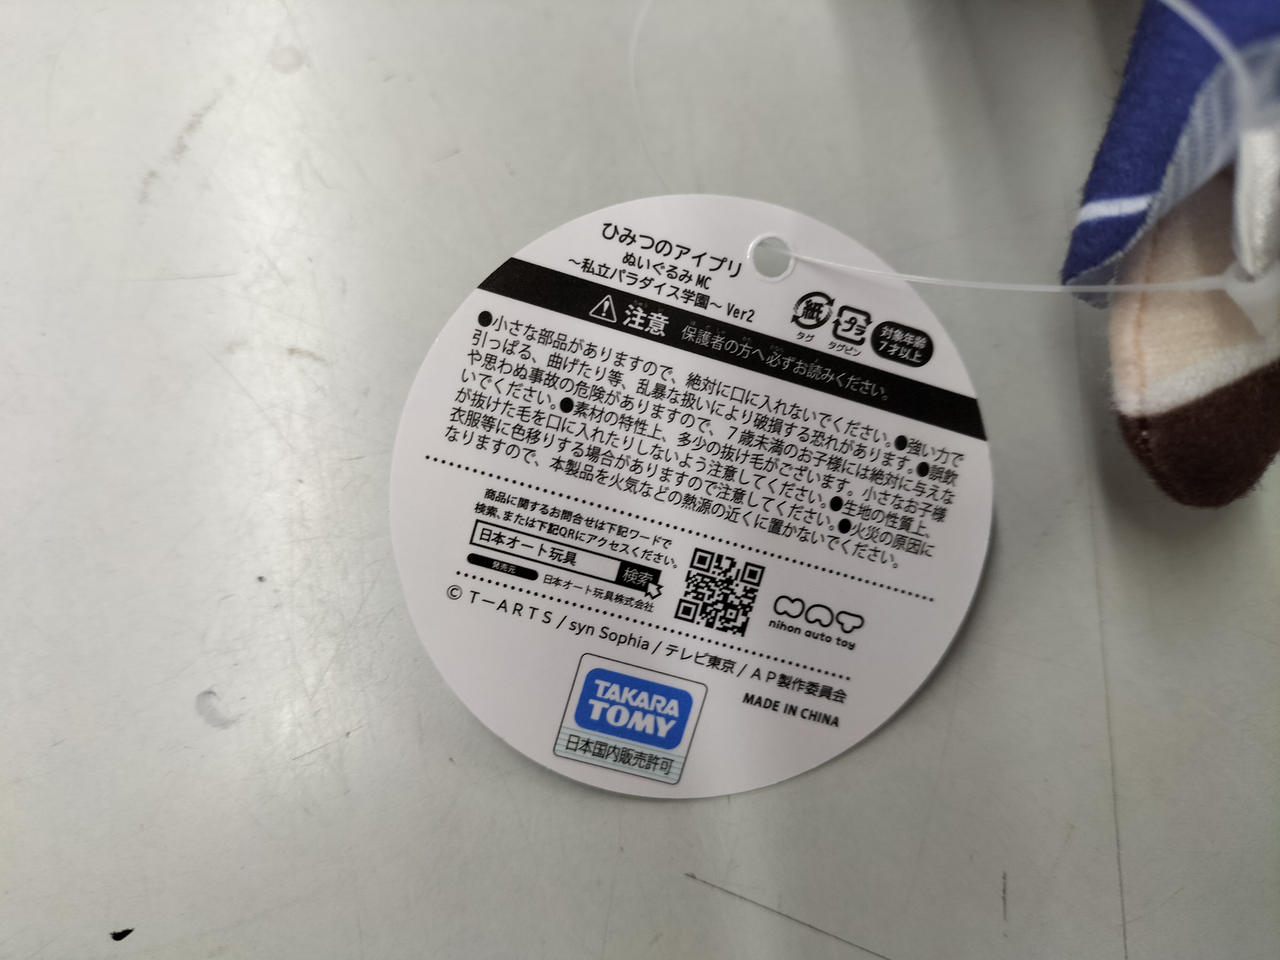 ひみつのアイプリ
ぬいぐるみ MC
～私立パラダイス学園～ Ver2
紙
タグ
プラ
タグピン
対象年齢
7才以上
注意 保護者の方へ必ずお読みください。
●小さな部品がありますので、絶対に口に入れないでください。●強い力で
引っぱる、曲げたり等、乱暴な扱いにより破損する恐れがあります。●誤飲
や思わぬ事故の危険がありますので、7歳未満のお子様には絶対に与えな
いでください。●素材の特性上、多少の抜け毛がございます。小さなお子様
が抜けた毛を口に入れたりしないよう注意してください。●生地の性質上、
衣服等に色移りする場合がありますので注意してください。●火災の原因に
なりますので、本製品を火気などの熱源の近くに置かないでください。
商品に関するお問合せは下記ワードで
検索、または下記QRにアクセスください。
日本オート玩具 検索
発売元 日本オート玩具株式会社
nihon auto toy
© T-ARTS / syn Sophia / テレビ東京 / AP製作委員会
MADE IN CHINA
TAKARA
TOMY
日本国内販売許可